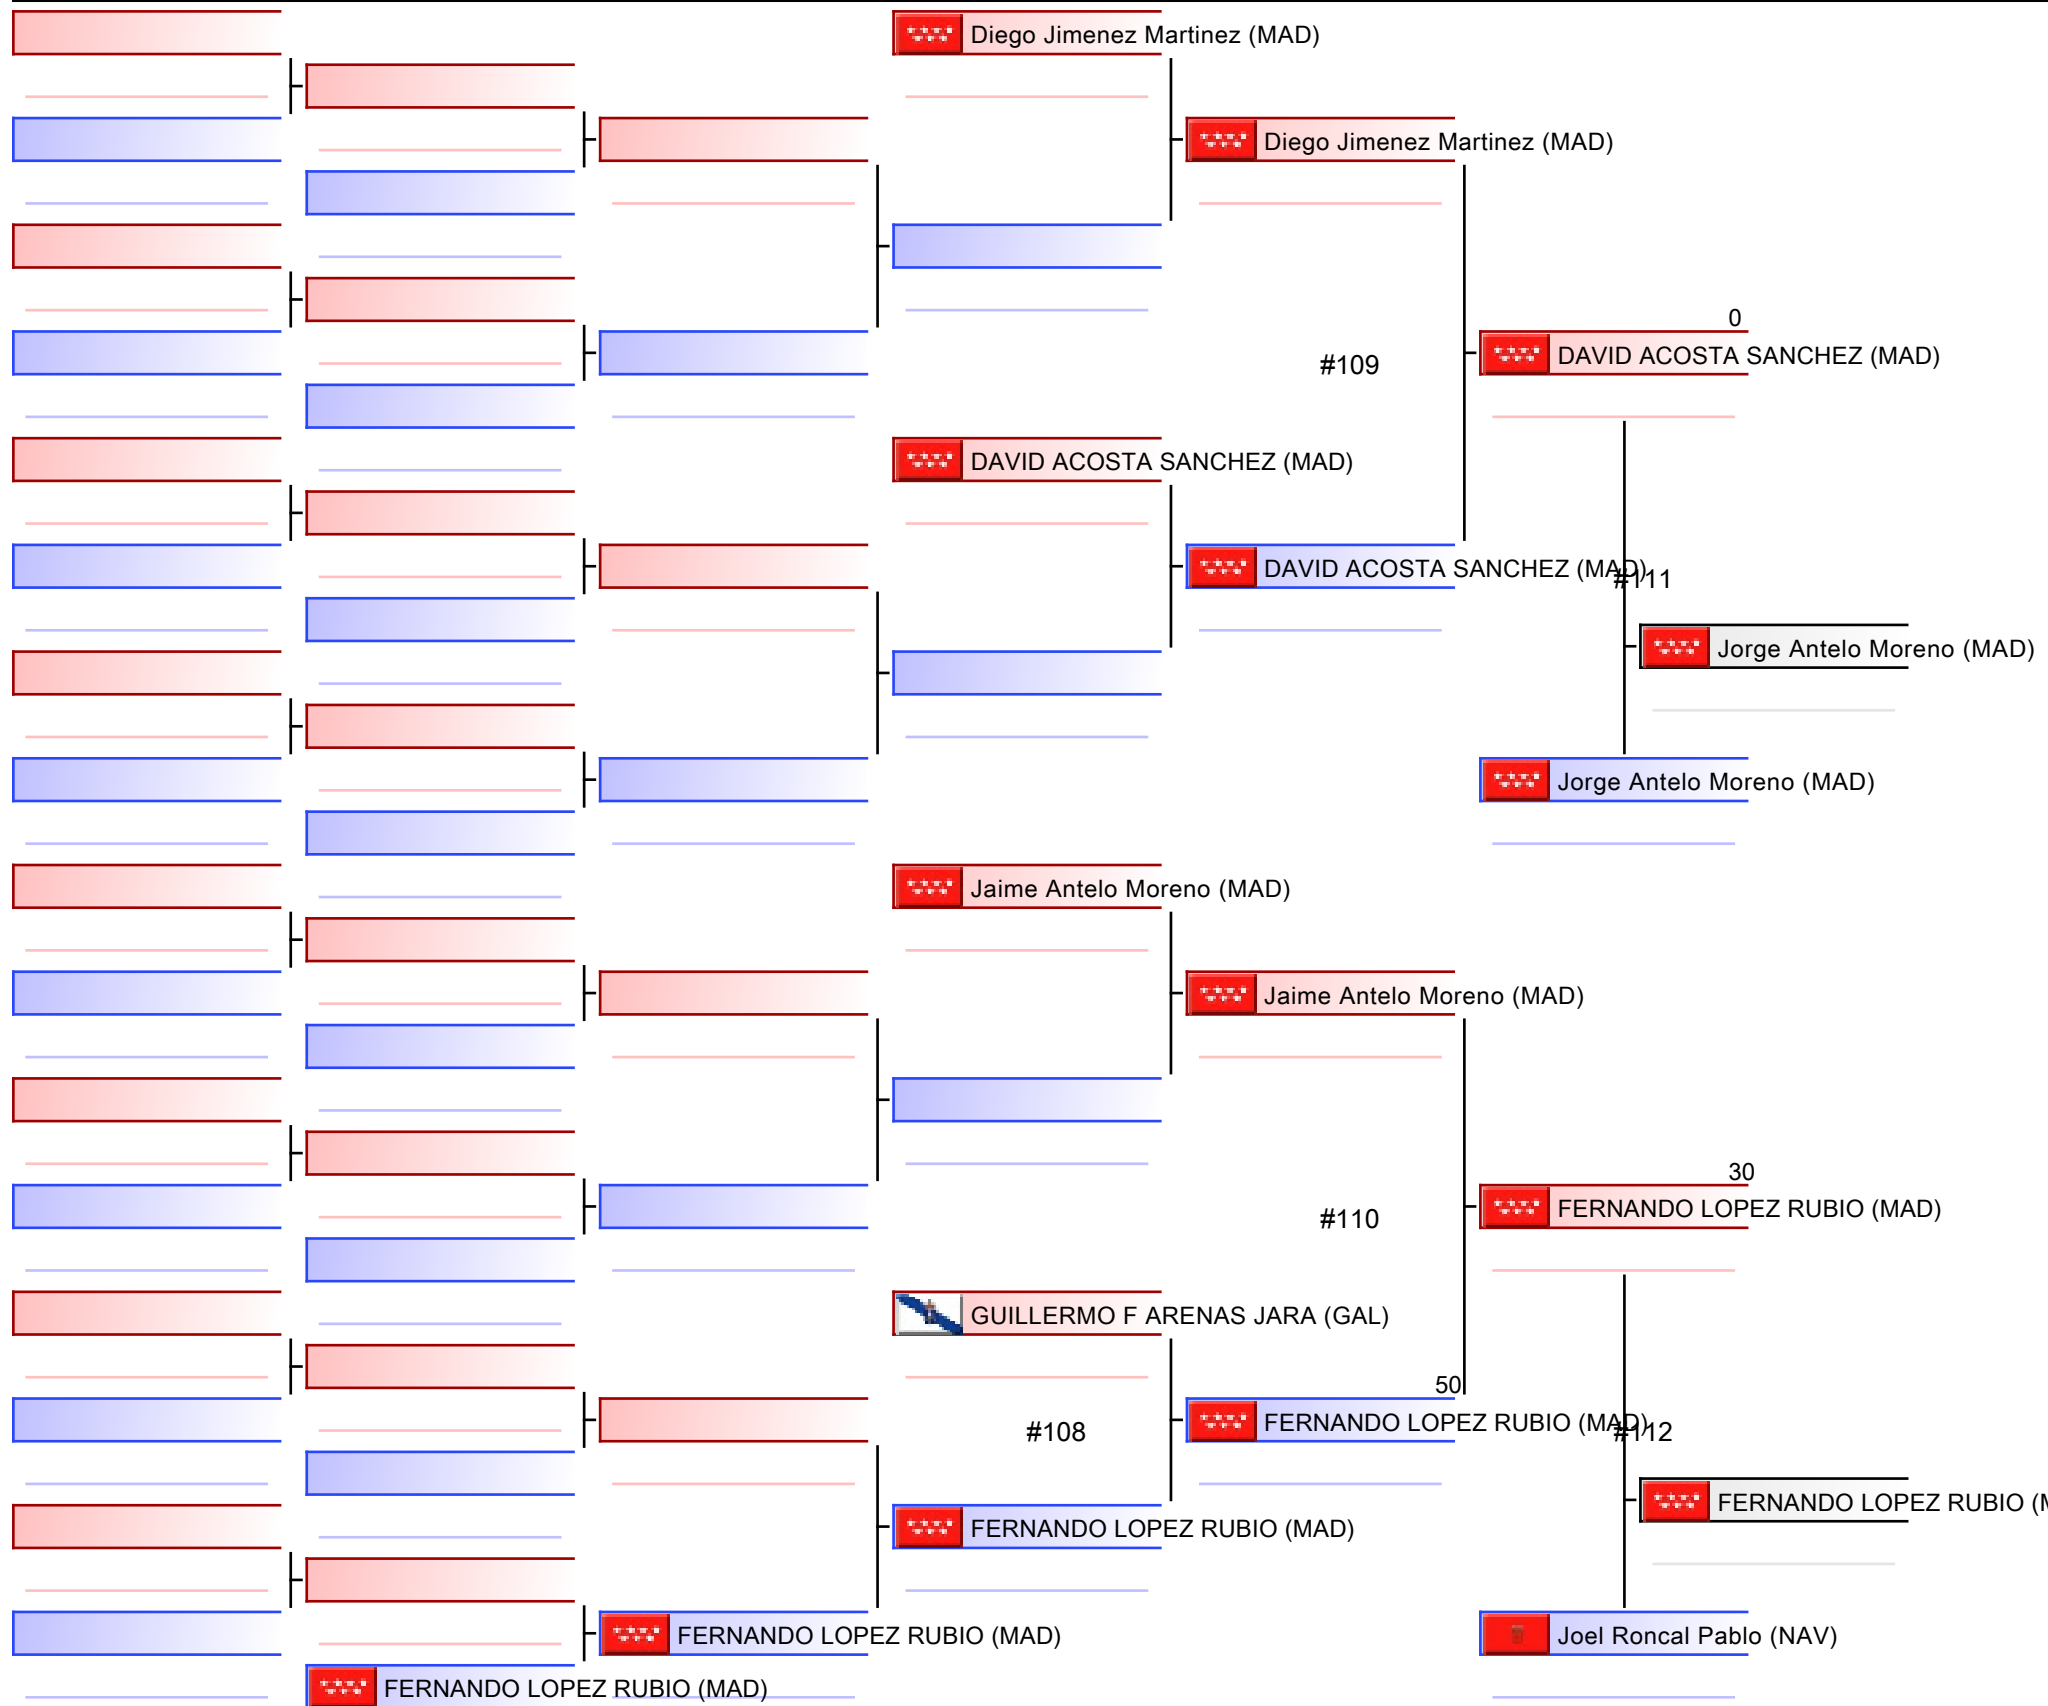 Diego Jimenez Martinez (MAD)
Diego Jimenez Martinez (MAD)
0
DAVID ACOSTA SANCHEZ (MAD)
#109
DAVID ACOSTA SANCHEZ (MAD)
DAVID ACOSTA SANCHEZ (MAD)
#111
Jorge Antelo Moreno (MAD)
Jorge Antelo Moreno (MAD)
Jaime Antelo Moreno (MAD)
Jaime Antelo Moreno (MAD)
30
FERNANDO LOPEZ RUBIO (MAD)
#110
GUILLERMO F ARENAS JARA (GAL)
50
FERNANDO LOPEZ RUBIO (MAD)
#108
#112
FERNANDO LOPEZ RUBIO (M
FERNANDO LOPEZ RUBIO (MAD)
FERNANDO LOPEZ RUBIO (MAD)
Joel Roncal Pablo (NAV)
FERNANDO LOPEZ RUBIO (MAD)